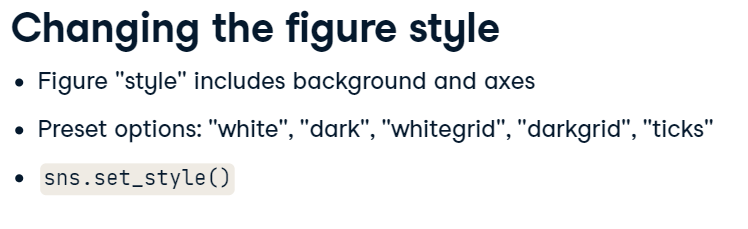 Changing the figure style
• Figure "style" includes background and axes
• Preset options: "white", "dark", "whitegrid", "darkgrid", "ticks"
• sns.set_style()